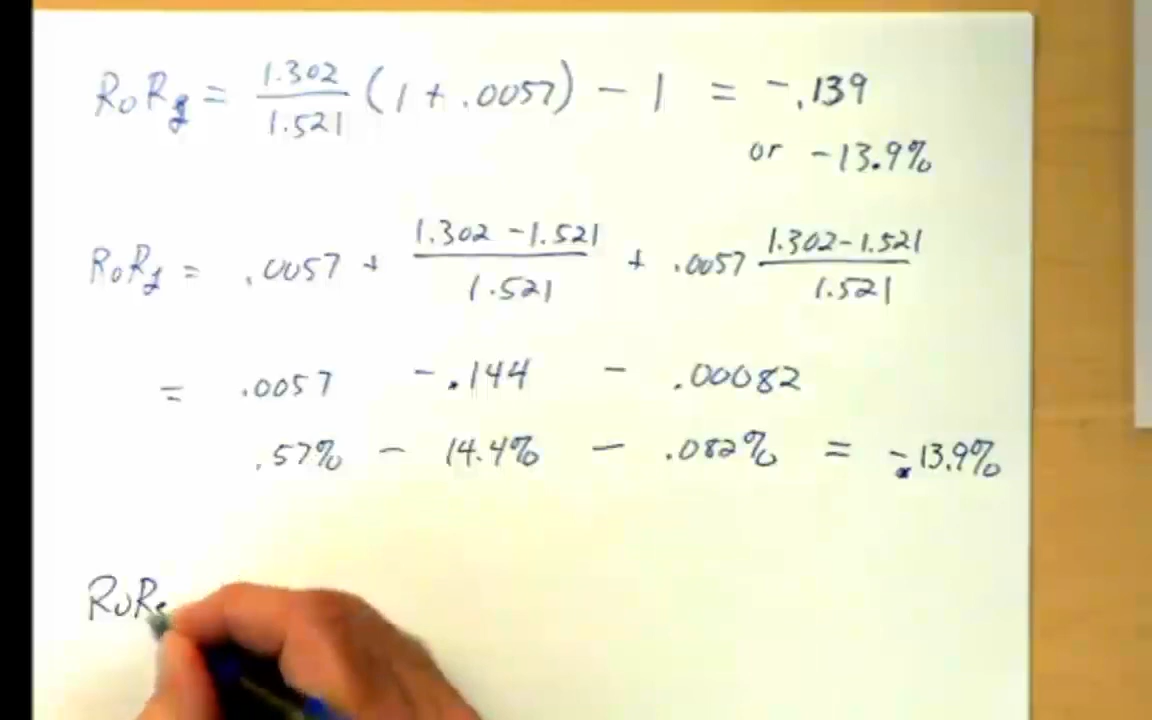 RoR£ = 1.302/1.521 (1 + .0057) - 1 = -.139
or -13.9%
RoR£ = .0057 + (1.302 - 1.521)/1.521 + .0057 (1.302-1.521)/1.521
= .0057 - .144 - .00082
.57% - 14.4% - .082% = -.13.9%
RoR